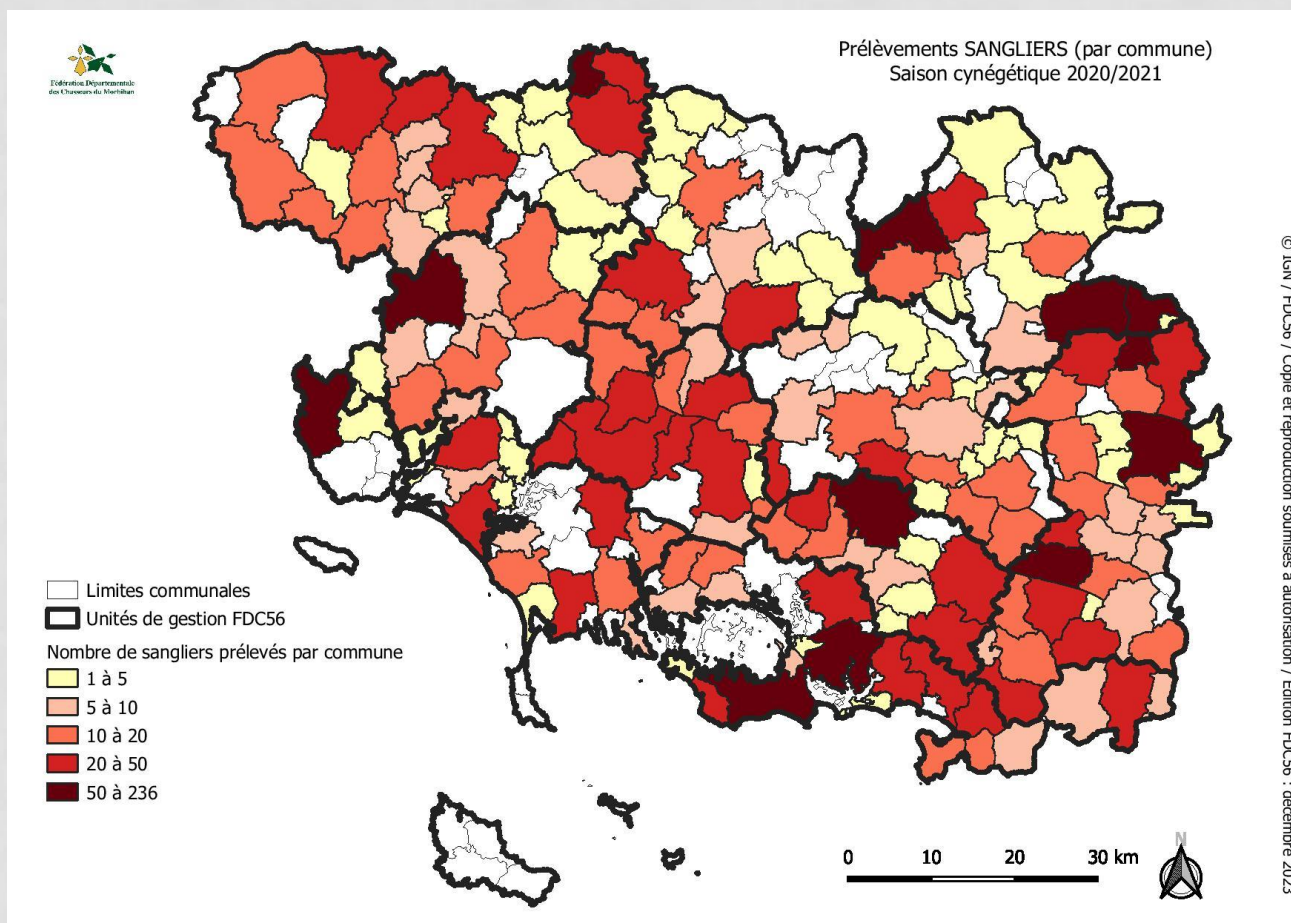 Fédération Départementale
des Chasseurs du Morbihan
Prélèvements SANGLIERS (par commune)
Saison cynégétique 2020/2021
© IGN / FDC56 / Copie et reproduction soumises à autorisation / Edition FDC56 : décembre 2023
Limites communales
Unités de gestion FDC56
Nombre de sangliers prélevés par commune
1 à 5
5 à 10
10 à 20
20 à 50
50 à 236
0 10 20 30 km
N